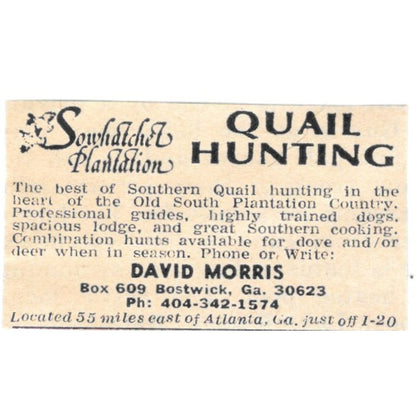 Sowhatchet
Plantation
QUAIL
HUNTING
The best of Southern Quail hunting in the
heart of the Old South Plantation Country.
Professional guides, highly trained dogs,
spacious lodge, and great Southern cooking.
Combination hunts available for dove and/or
deer when in season. Phone or Write:
DAVID MORRIS
Box 609 Bostwick, Ga. 30623
Ph: 404-342-1574
Located 55 miles east of Atlanta, Ga. just off 1-20